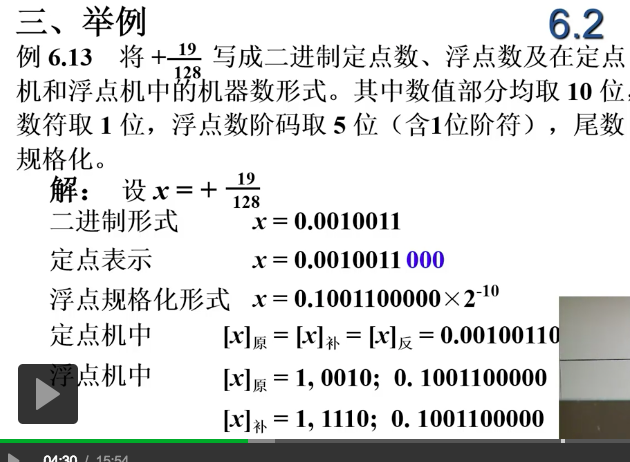 三、举例
6.2
例 6.13 将 +19/128 写成二进制定点数、浮点数及在定点
机和浮点机中的机器数形式。其中数值部分均取 10 位,
数符取 1 位，浮点数阶码取 5 位（含1位阶符），尾数
规格化。
解： 设 x = + 19/128
二进制形式 x = 0.0010011
定点表示 x = 0.0010011 000
浮点规格化形式 x = 0.1001100000×2^-10
定点机中 [x]原 = [x]补 = [x]反 = 0.00100110
浮点机中 [x]原 = 1, 0010; 0. 1001100000
[x]补 = 1, 1110; 0. 1001100000
04:30 / 15:54